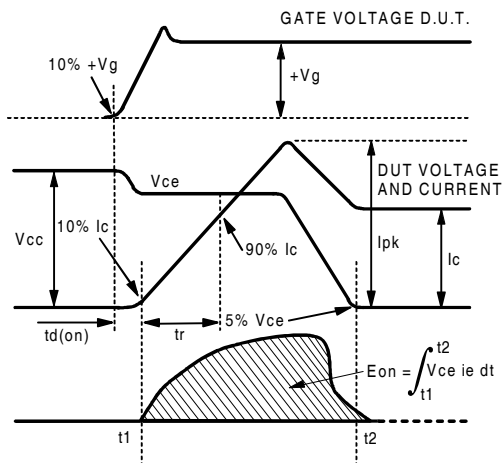 GATE VOLTAGE D.U.T.
10% +Vg
+Vg
Vce
DUT VOLTAGE
AND CURRENT
10% Ic
Vcc
90% Ic
Ipk
Ic
td(on)
tr
5% Vce
t2
Eon = ∫ Vce ie dt
t1
t1
t2